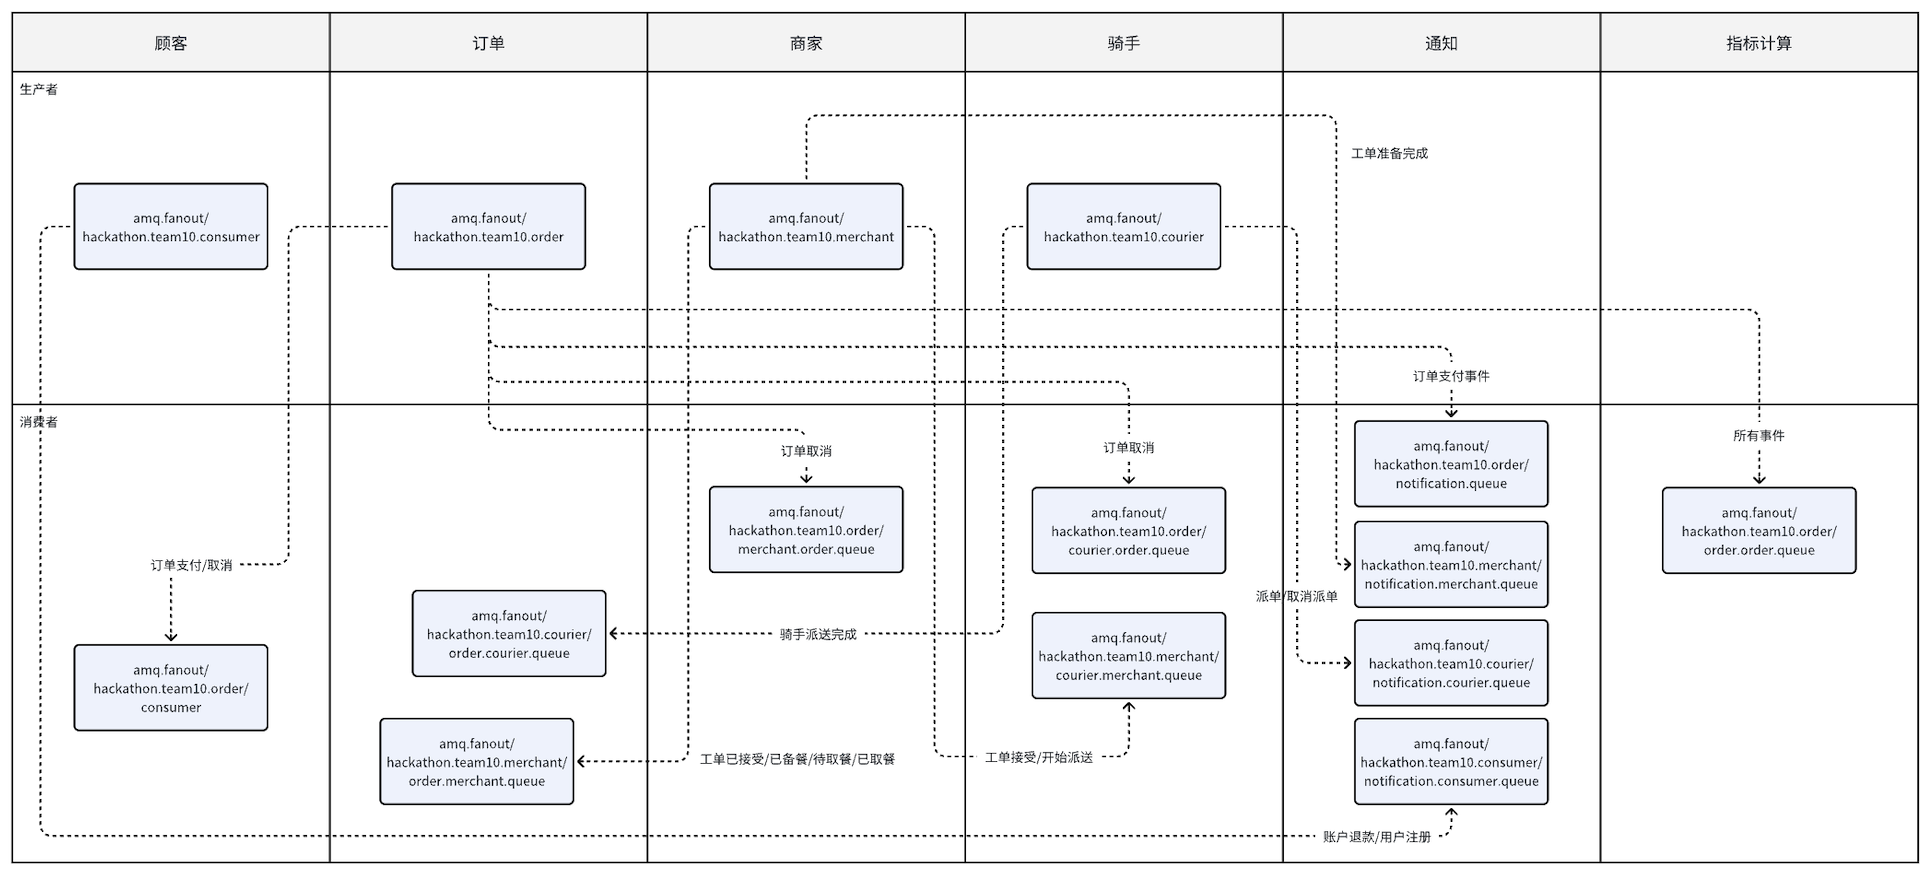 顾客
订单
商家
骑手
通知
指标计算
生产者
工单准备完成
amq.fanout/
hackathon.team10.consumer
amq.fanout/
hackathon.team10.order
amq.fanout/
hackathon.team10.merchant
amq.fanout/
hackathon.team10.courier
订单支付事件
消费者
订单取消
订单取消
所有事件
amq.fanout/
hackathon.team10.order/
notification.queue
amq.fanout/
hackathon.team10.order/
merchant.order.queue
amq.fanout/
hackathon.team10.order/
courier.order.queue
amq.fanout/
hackathon.team10.merchant/
notification.merchant.queue
amq.fanout/
hackathon.team10.order/
order.order.queue
订单支付/取消
派单/取消派单
amq.fanout/
hackathon.team10.courier/
order.courier.queue
骑手派送完成
amq.fanout/
hackathon.team10.merchant/
courier.merchant.queue
amq.fanout/
hackathon.team10.courier/
notification.courier.queue
amq.fanout/
hackathon.team10.order/
consumer
amq.fanout/
hackathon.team10.merchant/
order.merchant.queue
工单已接受/已备餐/待取餐/已取餐
工单接受/开始派送
amq.fanout/
hackathon.team10.consumer/
notification.consumer.queue
账户退款/用户注册